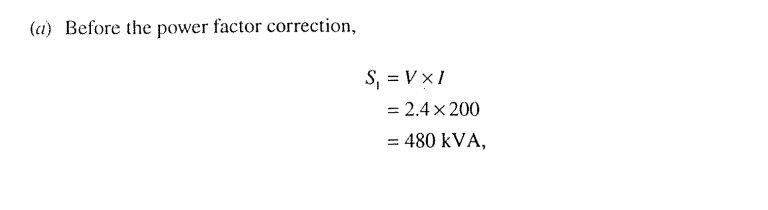 (a) Before the power factor correction,
S₁ = V × I
= 2.4 × 200
= 480 kVA,